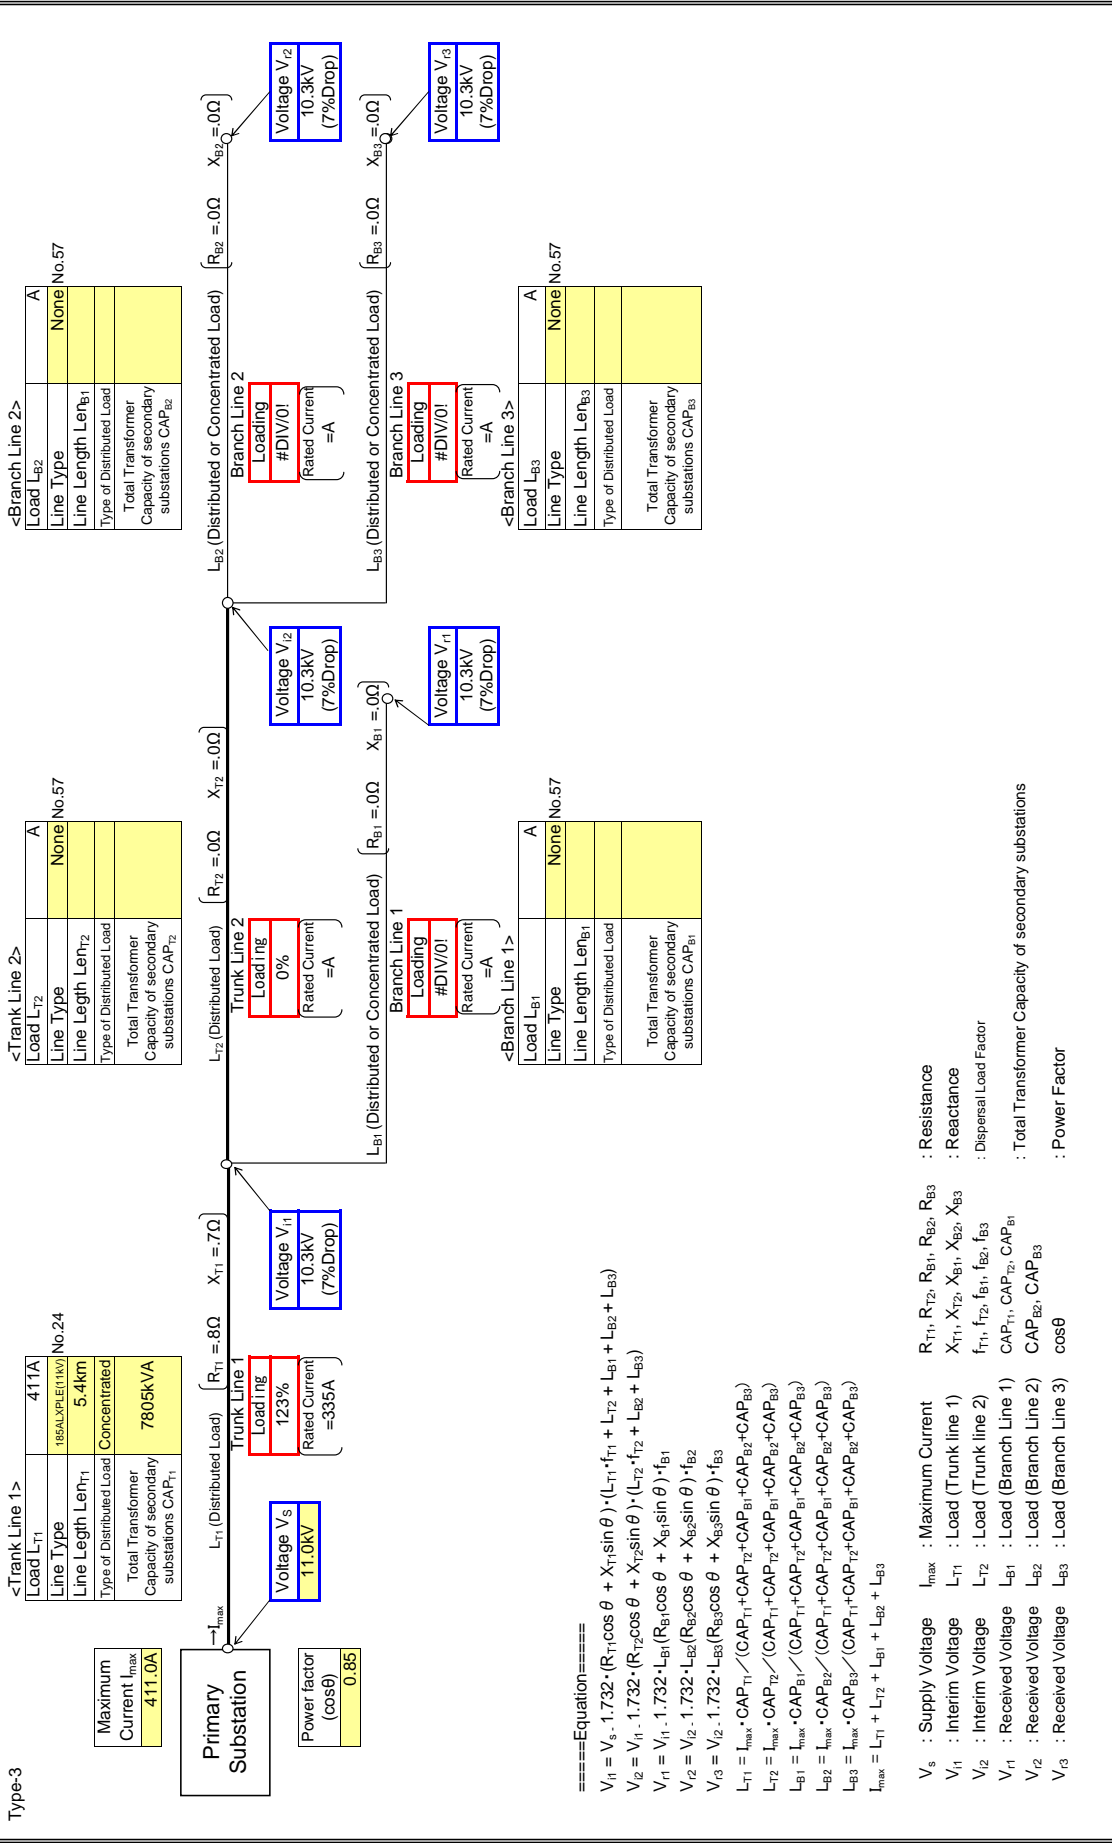 Type-3
Maximum
Current Imax
411.0A
Primary
Substation
Power factor
(cosθ)
0.85
→Imax
Voltage VS
11.0kV
<Trank Line 1>
Load LT1 411A
Line Type 185ALXPLE(11kV) No.24
Line Legth LenT1 5.4km
Type of Distributed Load Concentrated
Total Transformer
Capacity of secondary
substations CAPT1
7805kVA
LT1 (Distributed Load) (RT1 =.8Ω XT1 =.7Ω)
Trunk Line 1
Loading
123%
(Rated Current
=335A)
Voltage Vi1
10.3kV
(7%Drop)
<Trank Line 2>
Load LT2 A
Line Type None No.57
Line Length LenT2
Type of Distributed Load
Total Transformer
Capacity of secondary
substations CAPT2
LT2 (Distributed Load) (RT2 =.0Ω XT2 =.0Ω)
Trunk Line 2
Loading
0%
(Rated Current
=A)
Voltage Vi2
10.3kV
(7%Drop)
LB1 (Distributed or Concentrated Load) (RB1 =.0Ω XB1 =.0Ω)
Branch Line 1
Loading
#DIV/0!
(Rated Current
=A)
Voltage Vr1
10.3kV
(7%Drop)
<Branch Line 1>
Load LB1 A
Line Type None No.57
Line Length LenB1
Type of Distributed Load
Total Transformer
Capacity of secondary
substations CAPB1
<Branch Line 2>
Load LB2 A
Line Type None No.57
Line Length LenB1
Type of Distributed Load
Total Transformer
Capacity of secondary
substations CAPB2
LB2 (Distributed or Concentrated Load) (RB2 =.0Ω XB2 =.0Ω)
Branch Line 2
Loading
#DIV/0!
(Rated Current
=A)
Voltage Vr2
10.3kV
(7%Drop)
LB3 (Distributed or Concentrated Load) (RB3 =.0Ω XB3 =.0Ω)
Branch Line 3
Loading
#DIV/0!
(Rated Current
=A)
Voltage Vr3
10.3kV
(7%Drop)
<Branch Line 3>
Load LB3 A
Line Type None No.57
Line Length LenB3
Type of Distributed Load
Total Transformer
Capacity of secondary
substations CAPB3
=====Equation=====
Vi1 = Vs - 1.732・(RT1cosθ + XT1sinθ)・(LT1・fT1 + LT2 + LB1 + LB2 + LB3)
Vi2 = Vi1 - 1.732・(RT2cosθ + XT2sinθ)・(LT2・fT2 + LB2 + LB3)
Vr1 = Vi1 - 1.732・LB1(RB1cosθ + XB1sinθ)・fB1
Vr2 = Vi2 - 1.732・LB2(RB2cosθ + XB2sinθ)・fB2
Vr3 = Vi2 - 1.732・LB3(RB3cosθ + XB3sinθ)・fB3
LT1 = Imax・CAPT1／(CAPT1+CAPT2+CAPB1+CAPB2+CAPB3)
LT2 = Imax・CAPT2／(CAPT1+CAPT2+CAPB1+CAPB2+CAPB3)
LB1 = Imax・CAPB1／(CAPT1+CAPT2+CAPB1+CAPB2+CAPB3)
LB2 = Imax・CAPB2／(CAPT1+CAPT2+CAPB1+CAPB2+CAPB3)
LB3 = Imax・CAPB3／(CAPT1+CAPT2+CAPB1+CAPB2+CAPB3)
Imax = LT1 + LT2 + LB1 + LB2 + LB3
Vs : Supply Voltage Imax : Maximum Current RT1, RT2, RB1, RB2, RB3 : Resistance
Vi1 : Interim Voltage LT1 : Load (Trunk line 1) XT1, XT2, XB1, XB2, XB3 : Reactance
Vi2 : Interim Voltage LT2 : Load (Trunk line 2) fT1, fT2, fB1, fB2, fB3 : Dispersal Load Factor
Vr1 : Received Voltage LB1 : Load (Branch Line 1) CAPT1, CAPT2, CAPB1
Vr2 : Received Voltage LB2 : Load (Branch Line 2) CAPB2, CAPB3 : Total Transformer Capacity of secondary substations
Vr3 : Received Voltage LB3 : Load (Branch Line 3) cosθ : Power Factor